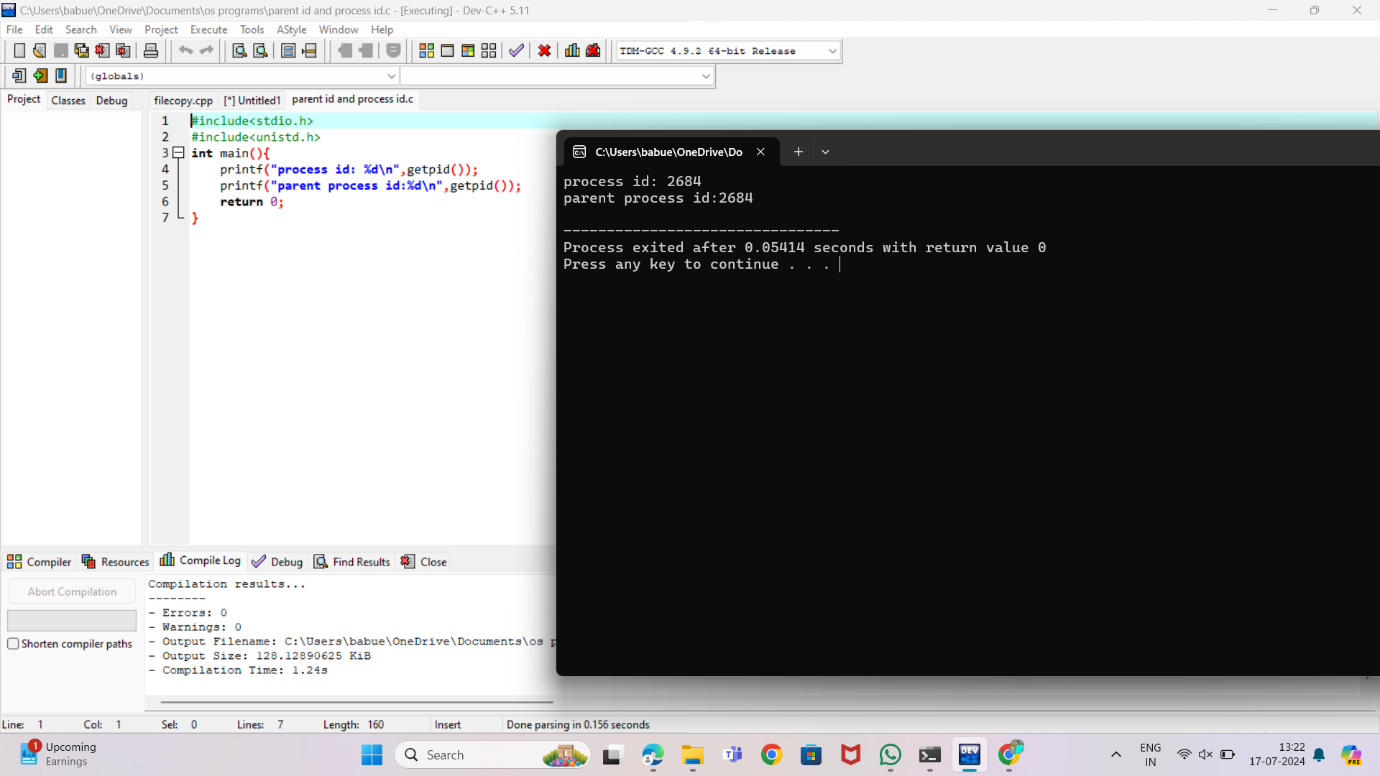 C:\Users\babue\OneDrive\Documents\os programs\parent id and process id.c - [Executing] - Dev-C++ 5.11
File Edit Search View Project Execute Tools AStyle Window Help
TDM-GCC 4.9.2 64-bit Release
(globals)
Project Classes Debug filecopy.cpp [*] Untitled1 parent id and process id.c
1 #include<stdio.h>
2 #include<unistd.h>
3 int main(){
4 printf("process id: %d\n",getpid());
5 printf("parent process id:%d\n",getpid());
6 return 0;
7 }
C:\Users\babue\OneDrive\Do
process id: 2684
parent process id:2684
--------------------------------
Process exited after 0.05414 seconds with return value 0
Press any key to continue . . .
Compiler Resources Compile Log Debug Find Results Close
Abort Compilation
Shorten compiler paths
Compilation results...
--------
- Errors: 0
- Warnings: 0
- Output Filename: C:\Users\babue\OneDrive\Documents\os p
- Output Size: 128.12890625 KiB
- Compilation Time: 1.24s
Line: 1 Col: 1 Sel: 0 Lines: 7 Length: 160 Insert Done parsing in 0.156 seconds
1
Upcoming
Earnings
Search
DEV
ENG
IN
13:22
17-07-2024
PRE